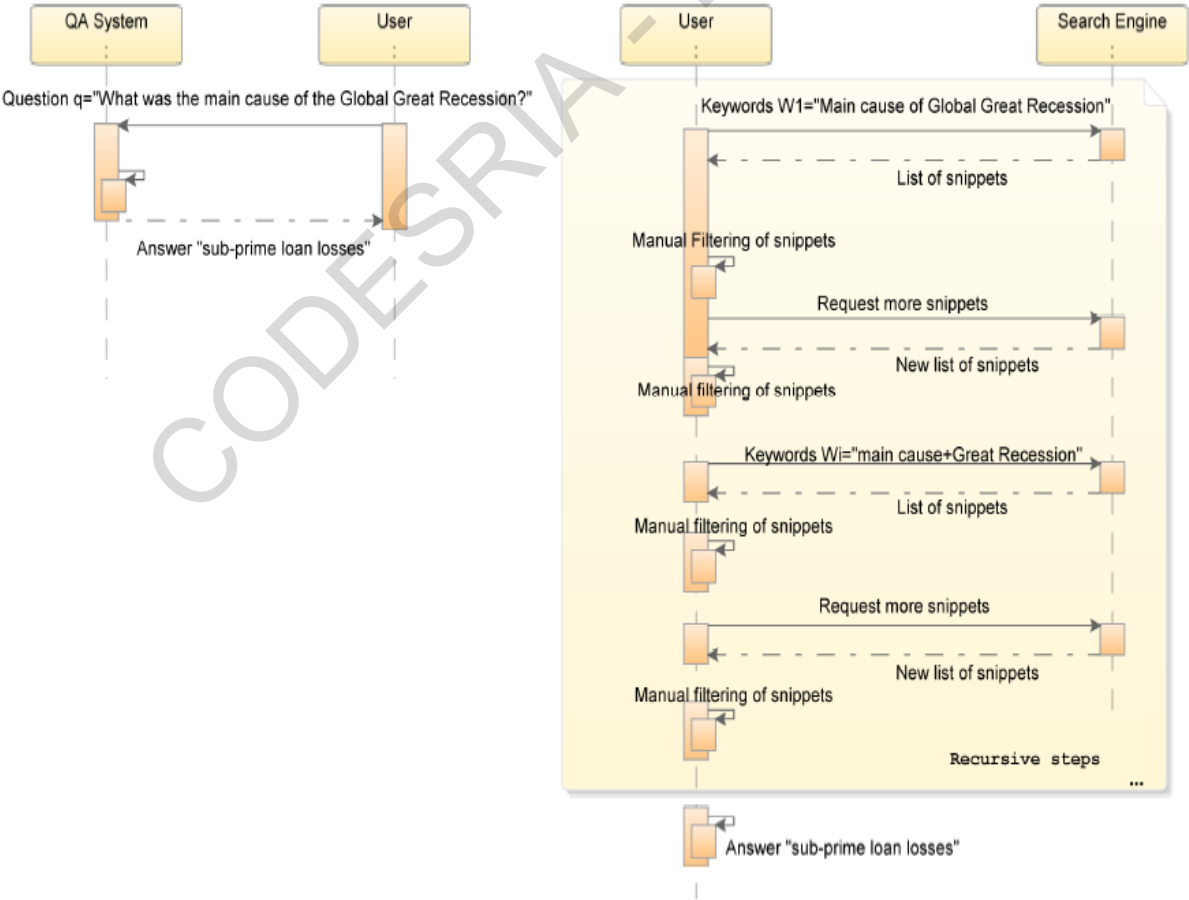 QA System
:
User
:
Question q="What was the main cause of the Global Great Recession?"
Answer "sub-prime loan losses"
User
:
Search Engine
:
Keywords W1="Main cause of Global Great Recession"
List of snippets
Manual Filtering of snippets
Request more snippets
New list of snippets
Manual filtering of snippets
Keywords Wi="main cause+Great Recession"
List of snippets
Manual filtering of snippets
Request more snippets
New list of snippets
Manual filtering of snippets
Recursive steps
...
Answer "sub-prime loan losses"
CODESRIA -